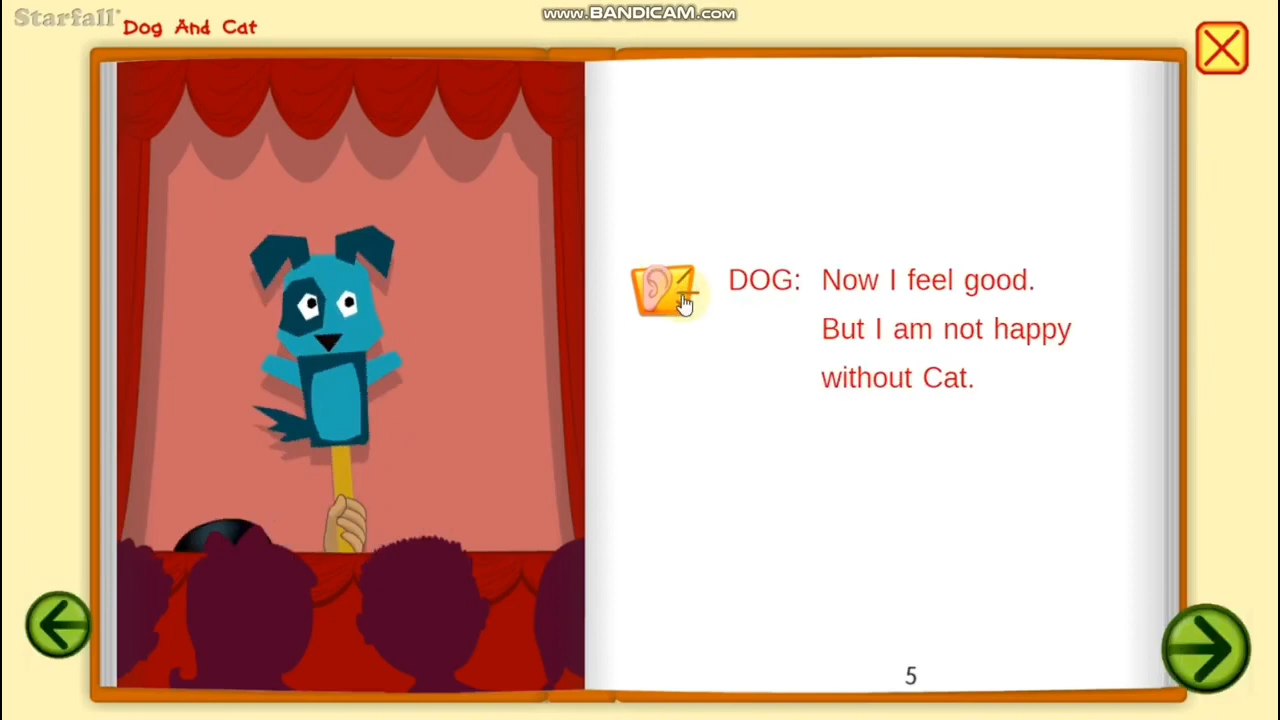 Starfall®
www.BANDICAM.com
Dog And Cat
DOG: Now I feel good.
But I am not happy
without Cat.
5